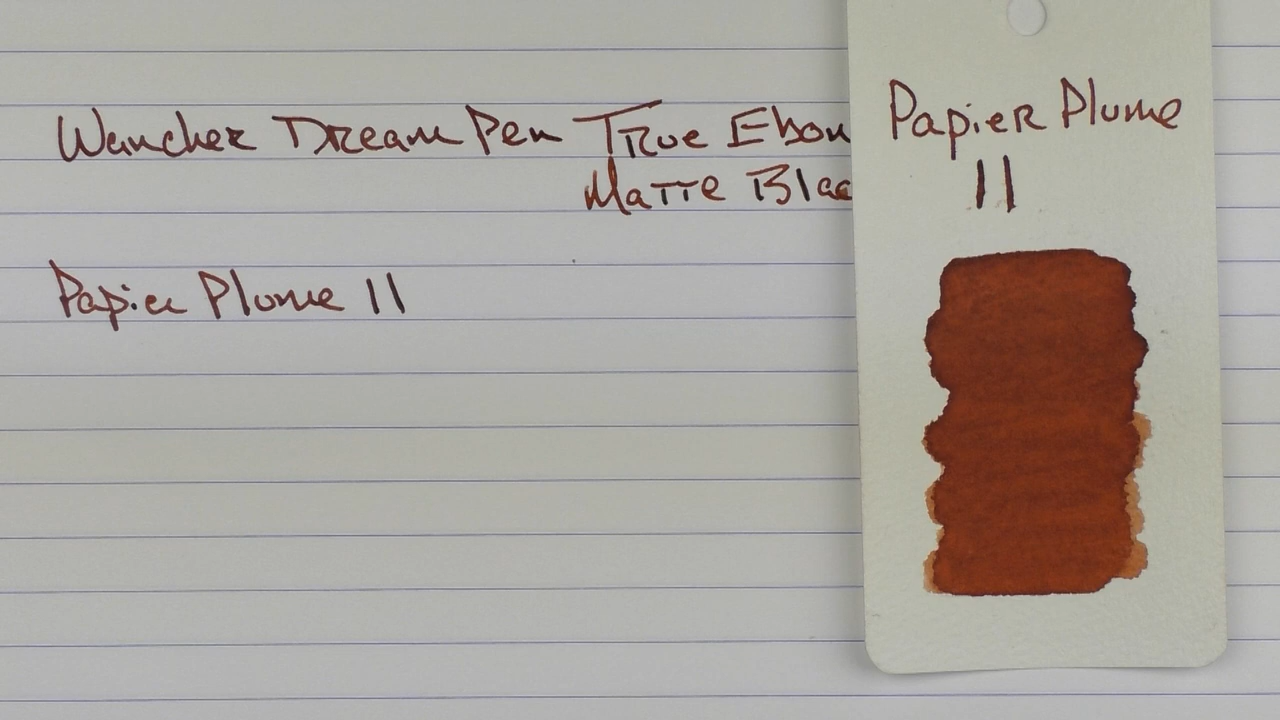 Wancher Dream Pen True Ebon
Matte Blac
Papier Plume 11
Papier Plume
11